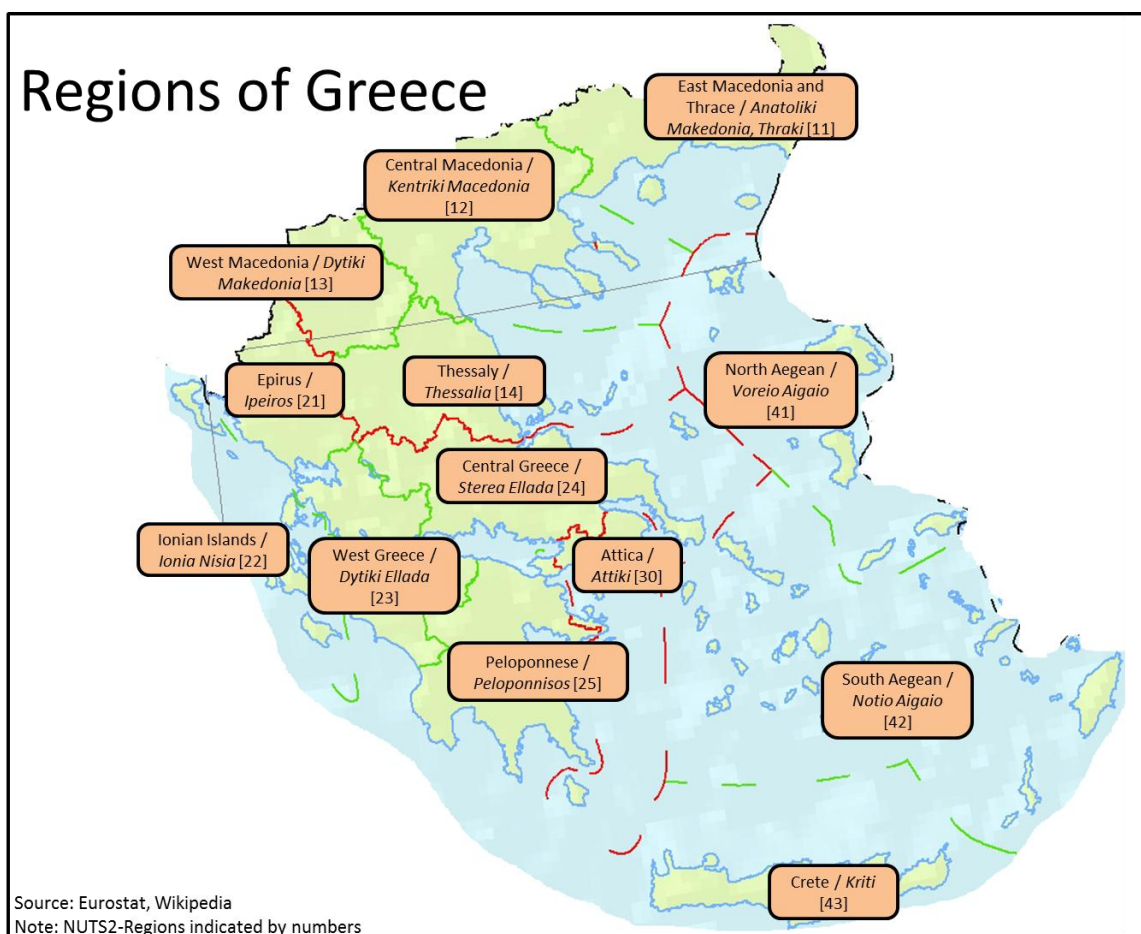 Regions of Greece
East Macedonia and
Thrace / Anatoliki
Makedonia, Thraki [11]
Central Macedonia /
Kentriki Macedonia
[12]
West Macedonia / Dytiki
Makedonia [13]
Epirus /
Ipeiros [21]
Thessaly /
Thessalia [14]
North Aegean /
Voreio Aigaio
[41]
Central Greece /
Sterea Ellada [24]
Ionian Islands /
Ionia Nisia [22]
West Greece /
Dytiki Ellada
[23]
Attica /
Attiki [30]
Peloponnese /
Peloponnisos [25]
South Aegean /
Notio Aigaio
[42]
Crete / Kriti
[43]
Source: Eurostat, Wikipedia
Note: NUTS2-Regions indicated by numbers